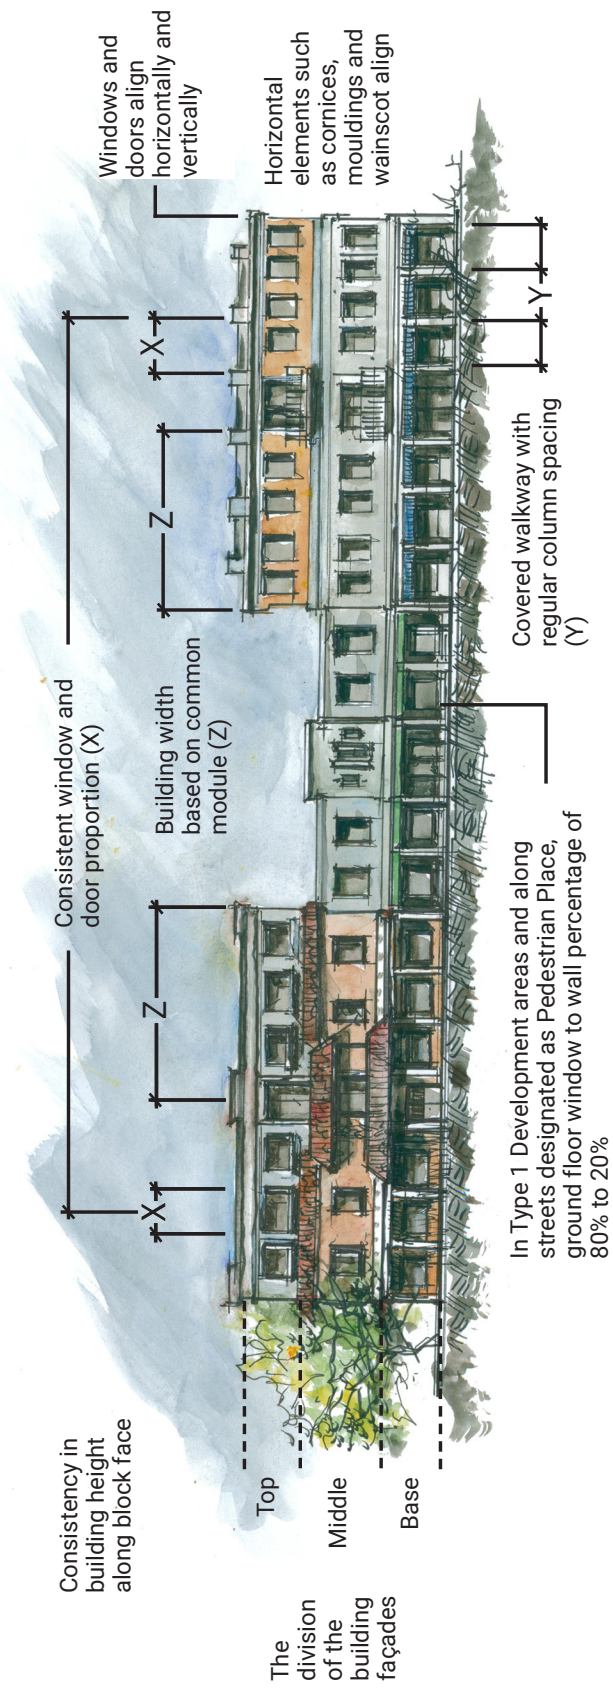 Consistency in
building height
along block face
Consistent window and
door proportion (X)
Windows and
doors align
horizontally and
vertically
X
Z
Building width
based on common
module (Z)
Z
X
Horizontal
elements such
as cornices,
mouldings and
wainscot align
The
division
of the
building
façades
Top
Middle
Base
In Type 1 Development areas and along
streets designated as Pedestrian Place,
ground floor window to wall percentage of
80% to 20%
Covered walkway with
regular column spacing
(Y)
Y